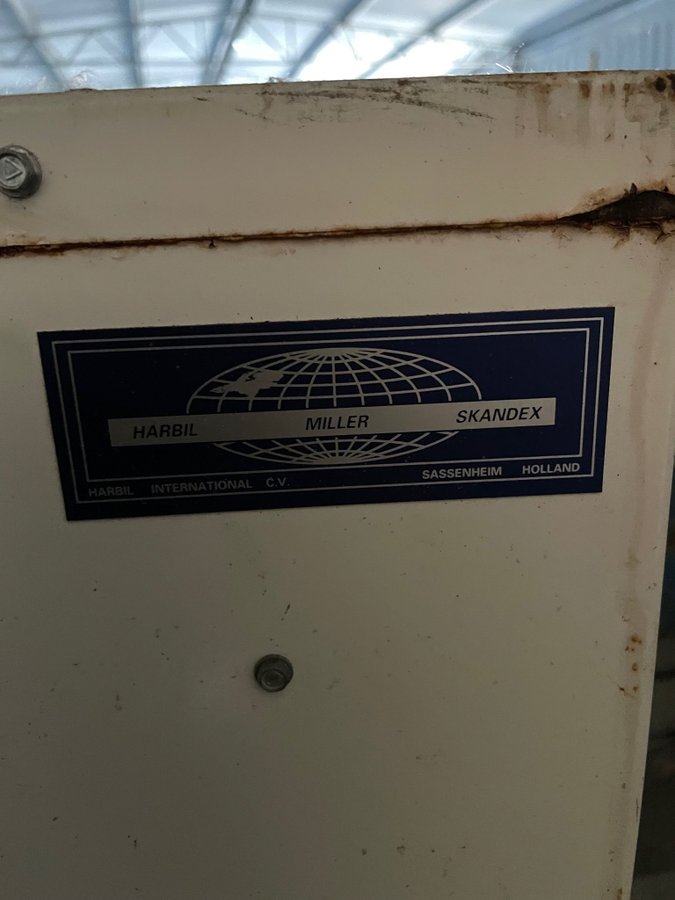 HARBIL MILLER SKANDEX
HARBIL INTERNATIONAL C.V. SASSENHEIM HOLLAND